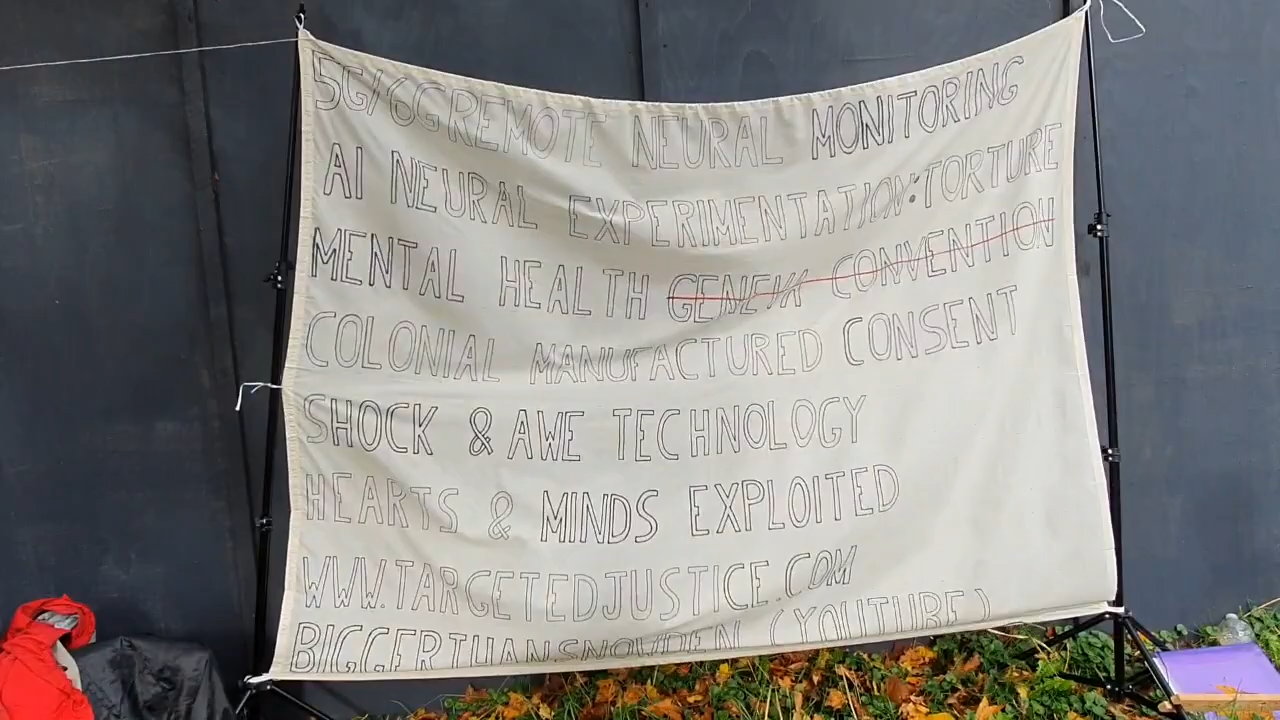 5G/6G REMOTE NEURAL MONITORING
AI NEURAL EXPERIMENTATION: TORTURE
MENTAL HEALTH GENEVA CONVENTION
COLONIAL MANUFACTURED CONSENT
SHOCK & AWE TECHNOLOGY
HEARTS & MINDS EXPLOITED
WWW.TARGETEDJUSTICE.COM
BIGGERTHANSNOWDEN (YOUTUBE)